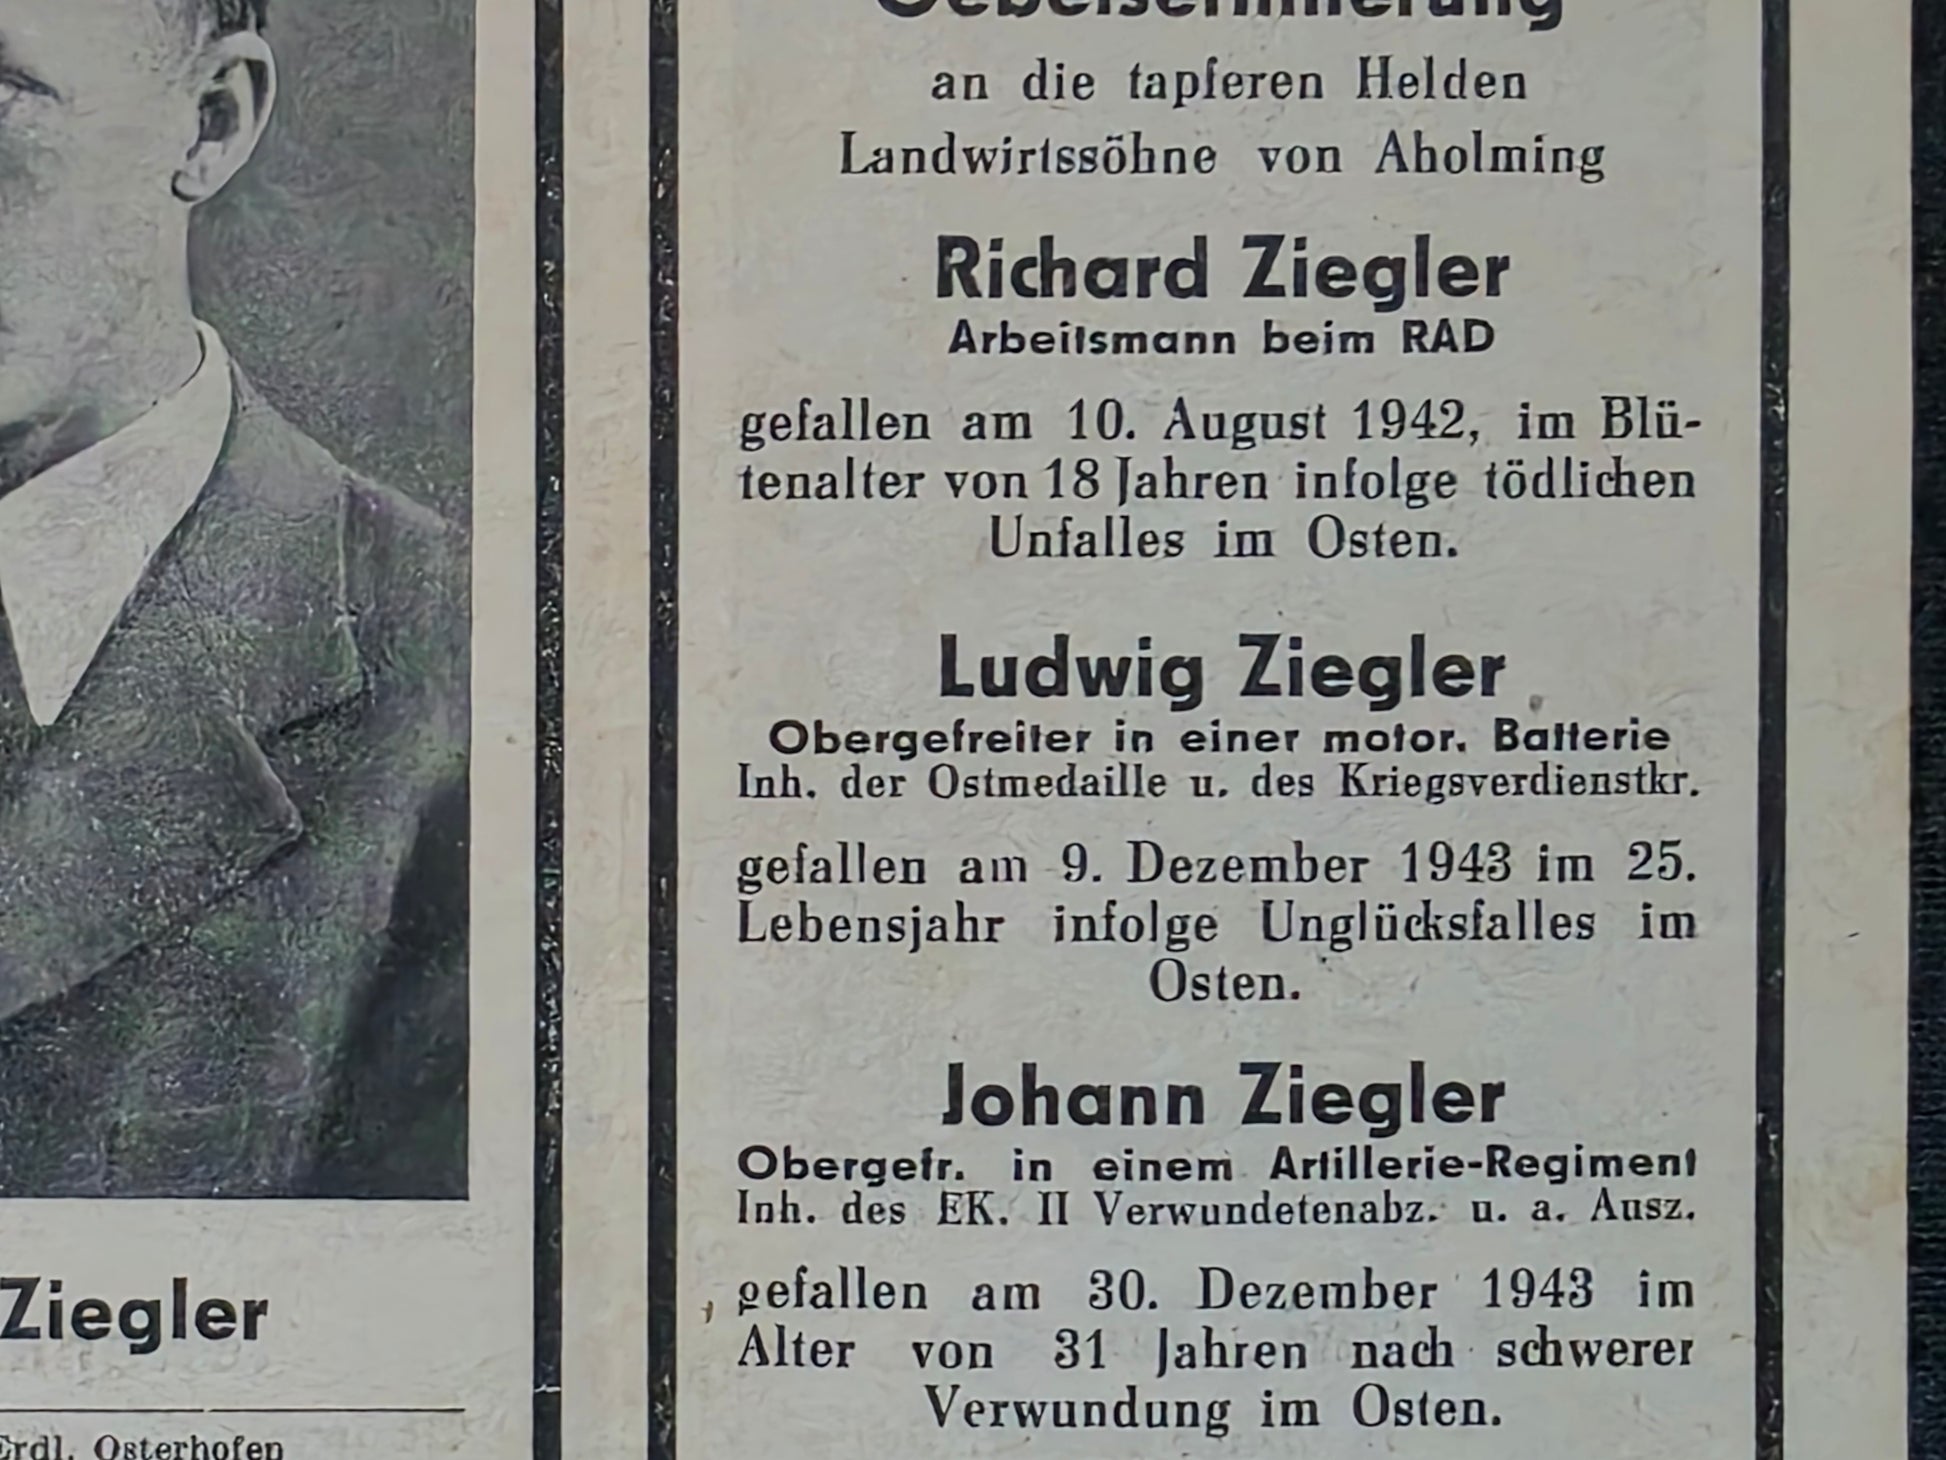 Gebetserinnerung
an die tapferen Helden
Landwirtssöhne von Aholming
Richard Ziegler
Arbeitsmann beim RAD
gefallen am 10. August 1942, im Blü-
tenalter von 18 Jahren infolge tödlichen
Unfalles im Osten.
Ludwig Ziegler
Obergefreiter in einer motor. Batterie
Inh. der Ostmedaille u. des Kriegsverdienstkr.
gefallen am 9. Dezember 1943 im 25.
Lebensjahr infolge Unglücksfalles im
Osten.
Johann Ziegler
Obergefr. in einem Artillerie-Regiment
Inh. des EK. II Verwundetenabz. u. a. Ausz.
gefallen am 30. Dezember 1943 im
Alter von 31 Jahren nach schwerer
Verwundung im Osten.
Ziegler
Erdl. Osterhofen